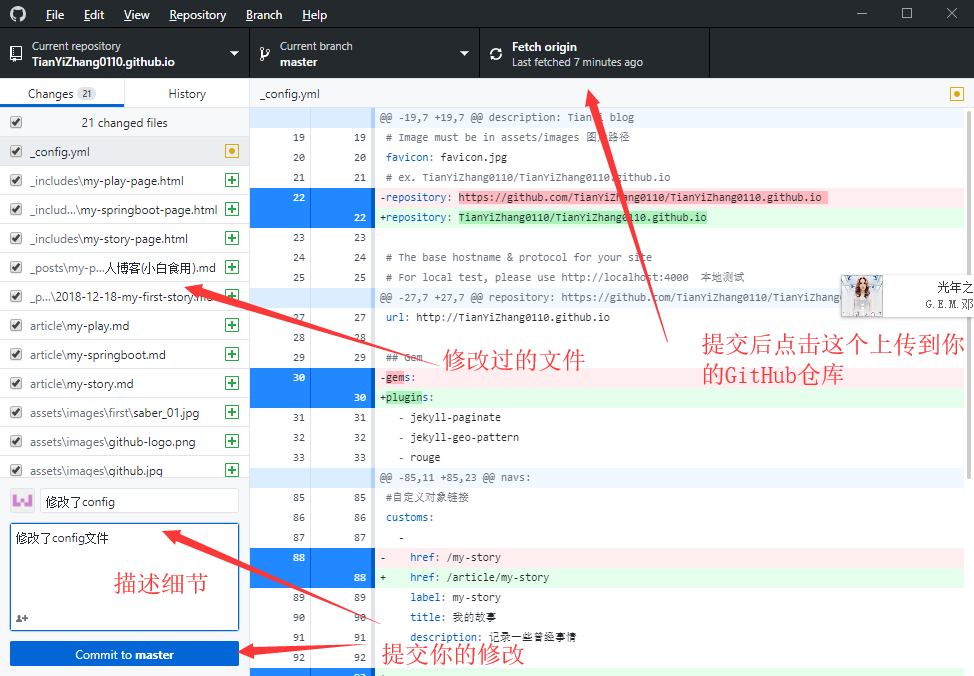 File Edit View Repository Branch Help
Current repository
TianYiZhang0110.github.io
Current branch
master
Fetch origin
Last fetched 7 minutes ago
Changes 21
History
21 changed files
_config.yml
_includes\my-play-page.html
_includ...\my-springboot-page.html
_includes\my-story-page.html
_posts\my-p...人博客(小白食用).md
_p...\2018-12-18-my-first-story.md
article\my-play.md
article\my-springboot.md
article\my-story.md
assets\images\first\saber_01.jpg
assets\images\github-logo.png
assets\images\github.jpg
修改了config
修改了config文件
描述细节
Commit to master
_config.yml
@@ -19,7 +19,7 @@ description: Tianyi blog
19 19 # Image must be in assets/images 图片路径
20 20 favicon: favicon.jpg
21 21 # ex. TianYiZhang0110/TianYiZhang0110.github.io
22 -repository: https://github.com/TianYiZhang0110/TianYiZhang0110.github.io
22 +repository: TianYiZhang0110/TianYiZhang0110.github.io
23 23
24 24 # The base hostname & protocol for your site
25 25 # For local test, please use http://localhost:4000 本地测试
@@ -27,7 +27,7 @@ repository: https://github.com/TianYiZhang0110/TianYiZhang
27 27 url: http://TianYiZhang0110.github.io
28 28
29 29 ## Gem
30 -gems:
30 +plugins:
31 31 - jekyll-paginate
32 32 - jekyll-geo-pattern
33 33 - rouge
@@ -85,11 +85,23 @@ navs:
85 85 #自定义对象链接
86 86 customs:
87 87 -
88 - href: /my-story
88 + href: /article/my-story
89 89 label: my-story
90 90 title: 我的故事
91 91 description: 记录一些曾经事情
92 92
92 +
光年之
G.E.M.邓
修改过的文件
提交后点击这个上传到你
的GitHub仓库
提交你的修改